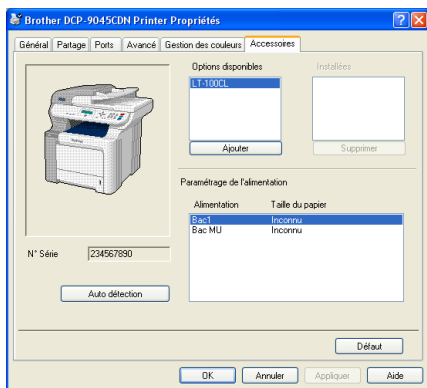 Brother DCP-9045CDN Printer Propriétés
Général Partage Ports Avancé Gestion des couleurs Accessoires
Options disponibles
Installées
LT-100CL
Ajouter
Supprimer
Paramétrage de l'alimentation
Alimentation Taille du papier
Bac1 Inconnu
Bac MU Inconnu
N° Série 234567890
Auto détection
Défaut
OK Annuler Appliquer Aide